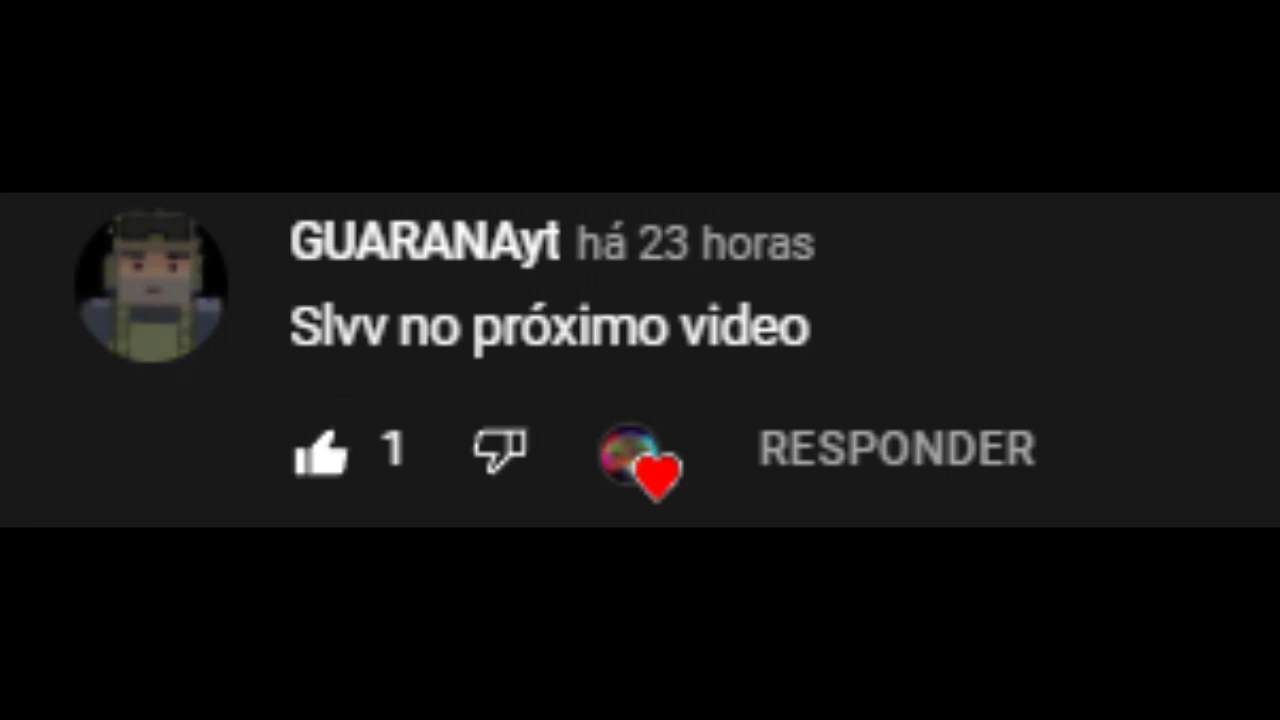 GUARANAyt há 23 horas
Slvv no próximo video
1 RESPONDER